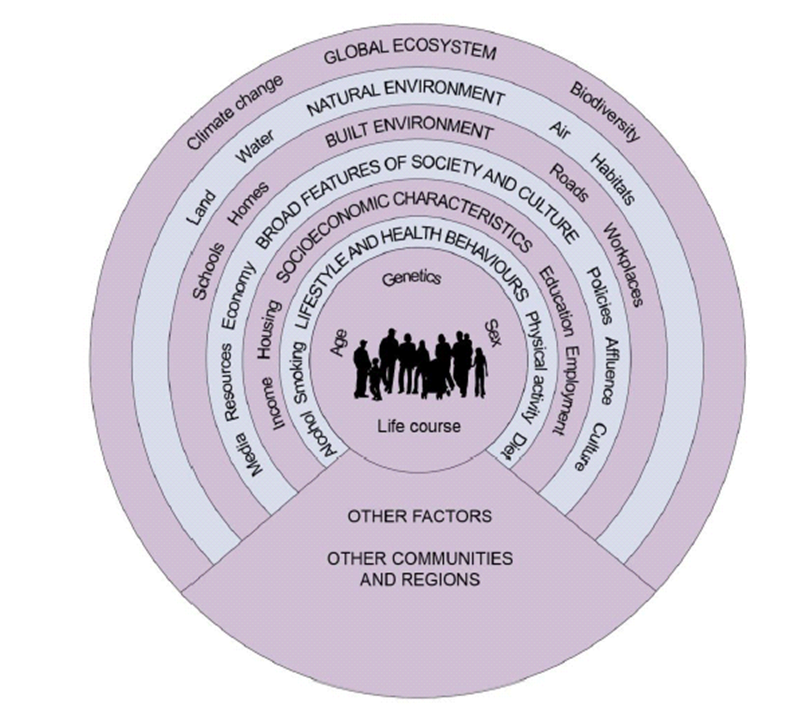 GLOBAL ECOSYSTEM
Climate change
Biodiversity
NATURAL ENVIRONMENT
Land
Water
Air
Habitats
BUILT ENVIRONMENT
Schools
Homes
Roads
Workplaces
BROAD FEATURES OF SOCIETY AND CULTURE
Media
Resources
Economy
Policies
Affluence
Culture
SOCIOECONOMIC CHARACTERISTICS
Income
Housing
Education
Employment
LIFESTYLE AND HEALTH BEHAVIOURS
Alcohol
Smoking
Physical activity
Diet
Genetics
Age
Sex
Life course
OTHER FACTORS
OTHER COMMUNITIES
AND REGIONS